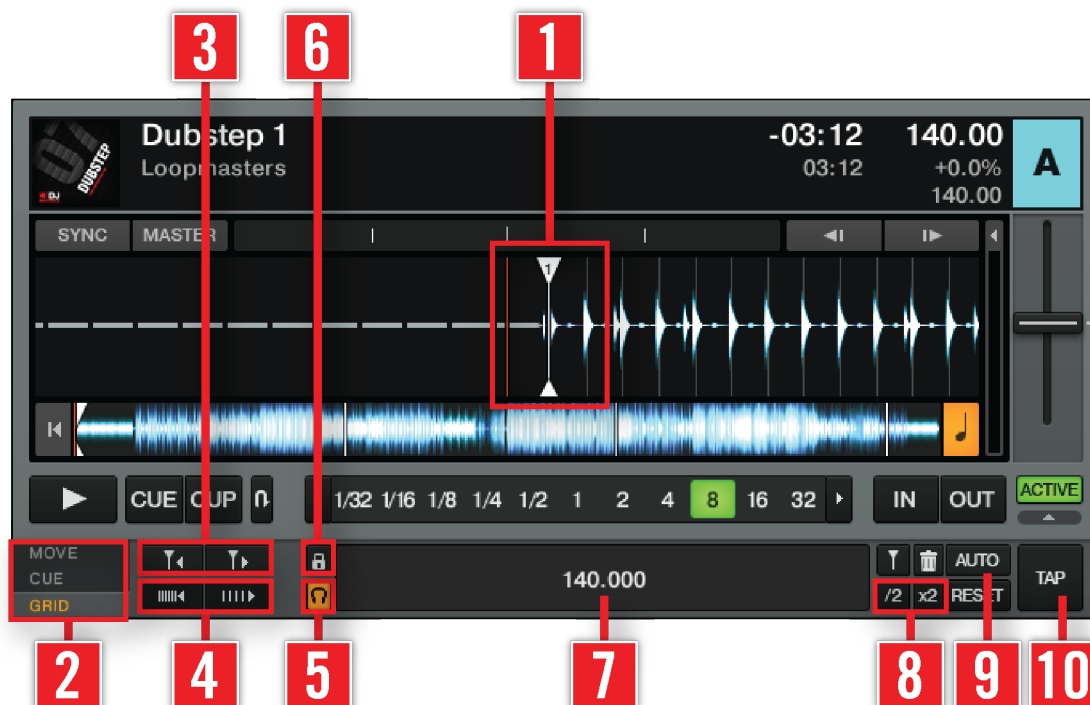 3 6 1
Dubstep 1 -03:12 140.00
Loopmasters 03:12 +0.0%
140.00
A
DUBSTEP
DJ
SYNC MASTER
1
CUE CUP 1/32 1/16 1/8 1/4 1/2 1 2 4 8 16 32 IN OUT ACTIVE
MOVE
CUE
GRID
140.000
AUTO
/2 x2 RESET
TAP
2 4 5 7 8 9 10